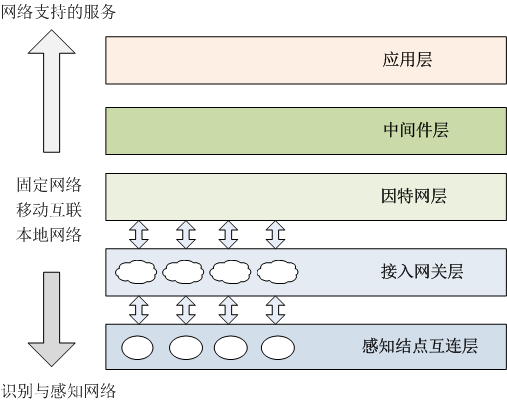 网络支持的服务
应用层
中间件层
固定网络
移动互联
本地网络
因特网层
接入网关层
感知结点互连层
识别与感知网络